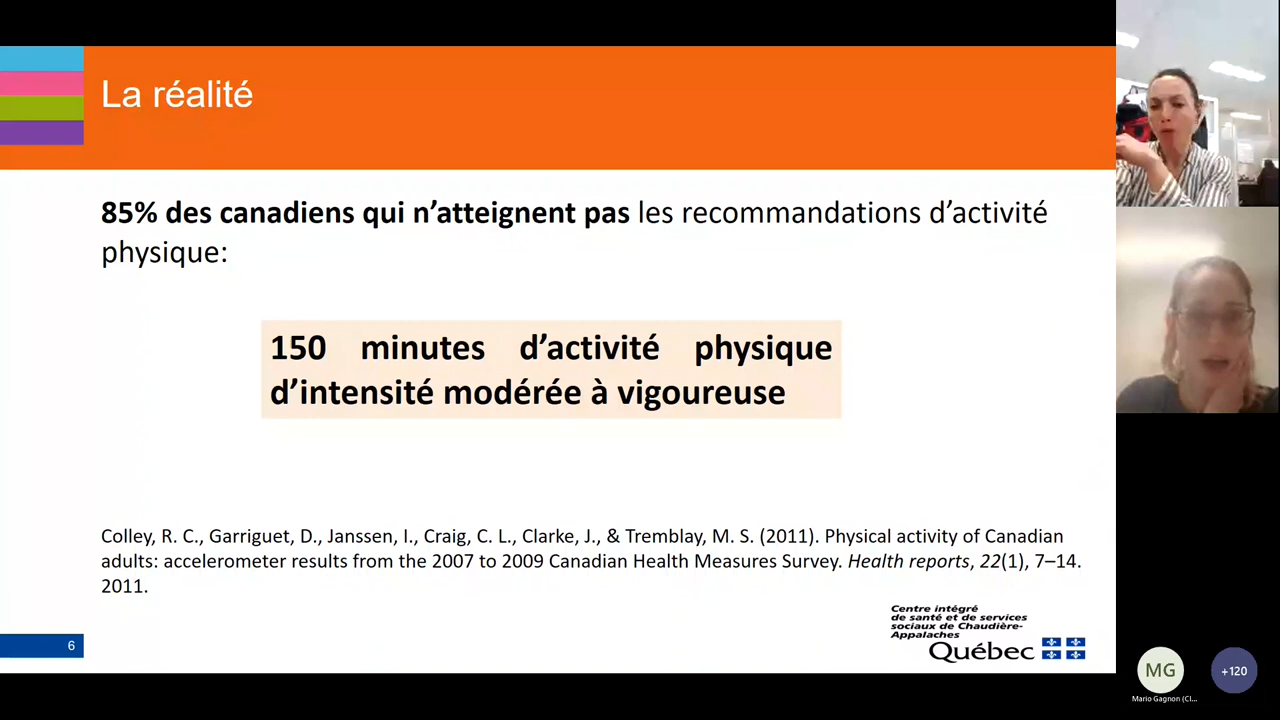 La réalité
85% des canadiens qui n’atteignent pas les recommandations d’activité
physique:
150 minutes d’activité physique
d’intensité modérée à vigoureuse
Colley, R. C., Garriguet, D., Janssen, I., Craig, C. L., Clarke, J., & Tremblay, M. S. (2011). Physical activity of Canadian
adults: accelerometer results from the 2007 to 2009 Canadian Health Measures Survey. Health reports, 22(1), 7–14.
2011.
6
Centre intégré
de santé et de services
sociaux de Chaudière-
Appalaches
Québec
MG
+120
Mario Gagnon (CI...